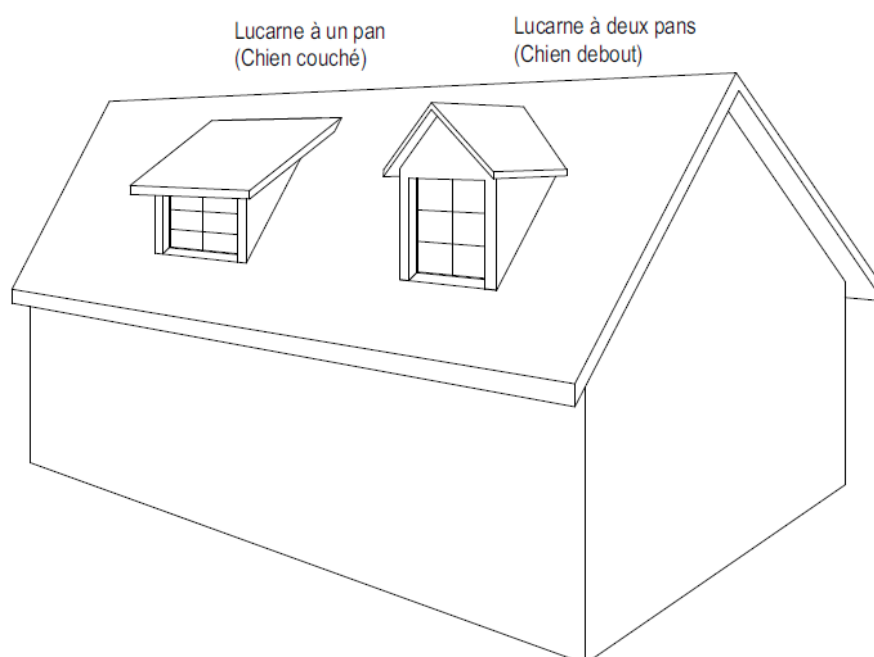 Lucarne à un pan
(Chien couché)
Lucarne à deux pans
(Chien debout)